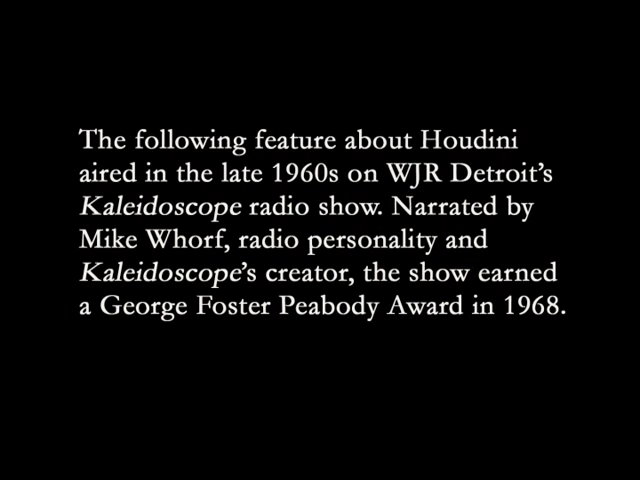 The following feature about Houdini
aired in the late 1960s on WJR Detroit’s
Kaleidoscope radio show. Narrated by
Mike Whorf, radio personality and
Kaleidoscope’s creator, the show earned
a George Foster Peabody Award in 1968.